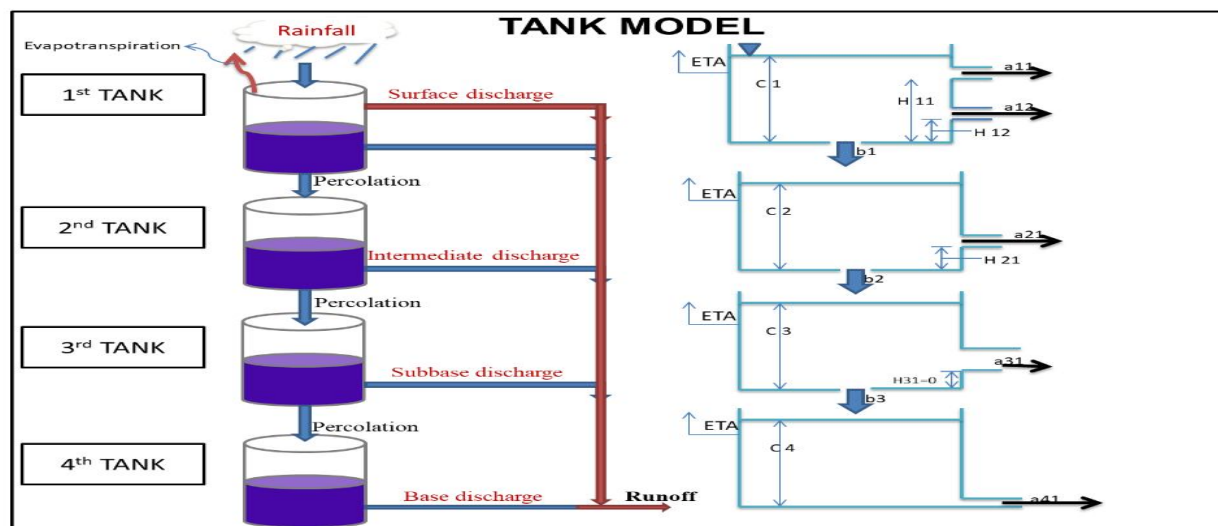 TANK MODEL
Rainfall
Evapotranspiration
1st TANK
Surface discharge
Percolation
2nd TANK
Intermediate discharge
Percolation
3rd TANK
Subbase discharge
Percolation
4th TANK
Base discharge
Runoff
ETA
C 1
H 11
a11
a12
H 12
b1
ETA
C 2
a21
H 21
b2
ETA
C 3
a31
H31=0
b3
ETA
C 4
a41